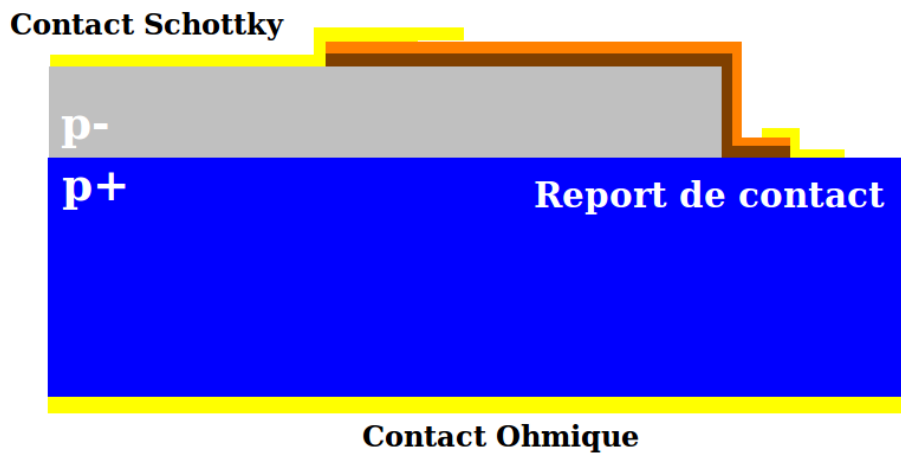 Contact Schottky
p-
p+
Report de contact
Contact Ohmique